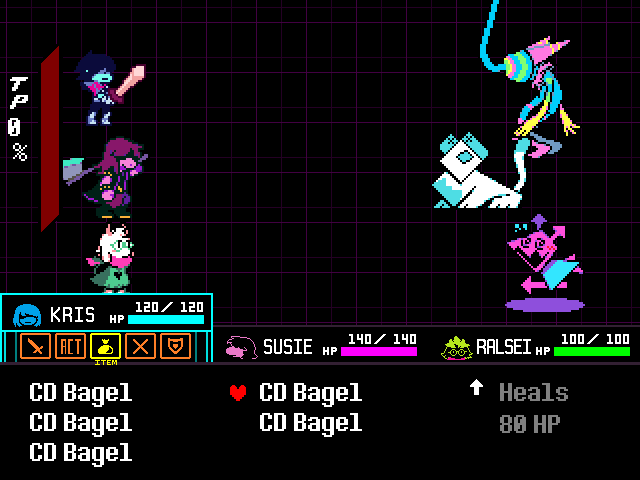 TP
0
%
KRIS HP 120/ 120
ACT
ITEM
SUSIE HP 140/ 140
RALSEI HP 100/ 100
CD Bagel CD Bagel Heals
CD Bagel CD Bagel 80 HP
CD Bagel